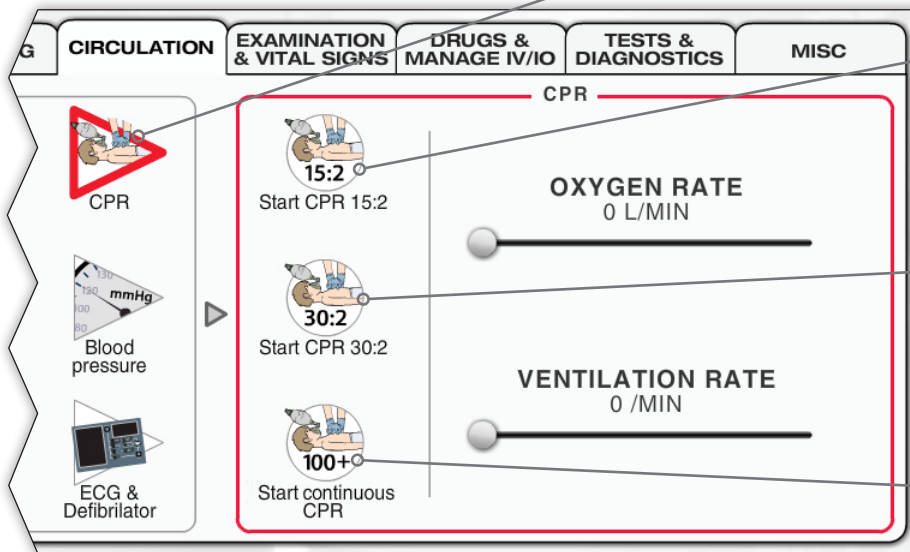 G
CIRCULATION
EXAMINATION
& VITAL SIGNS
DRUGS &
MANAGE IV/IO
TESTS &
DIAGNOSTICS
MISC
CPR
130
120
mmHg
100
80
Blood
pressure
ECG &
Defibrilator
CPR
15:2
Start CPR 15:2
30:2
Start CPR 30:2
100+
Start continuous
CPR
OXYGEN RATE
0 L/MIN
VENTILATION RATE
0 /MIN